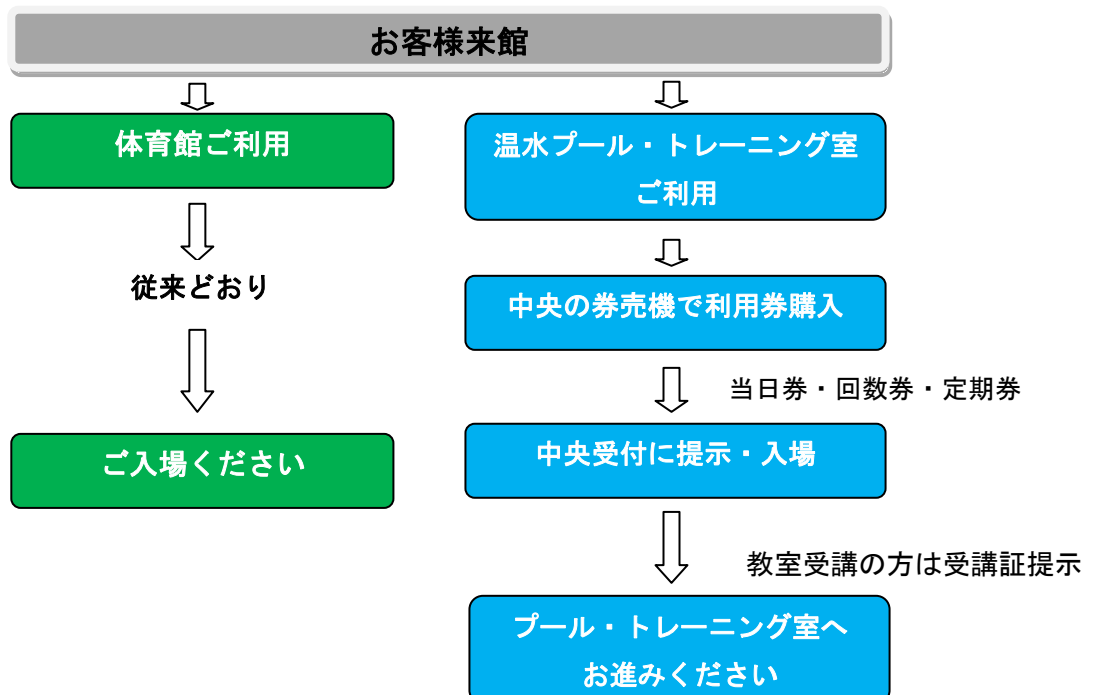 お客様来館
体育館ご利用
従来どおり
ご入場ください
温水プール・トレーニング室
ご利用
中央の券売機で利用券購入
当日券・回数券・定期券
中央受付に提示・入場
教室受講の方は受講証提示
プール・トレーニング室へ
お進みください